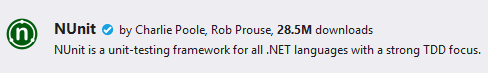 n
NUnit by Charlie Poole, Rob Prouse, 28.5M downloads
NUnit is a unit-testing framework for all .NET languages with a strong TDD focus.